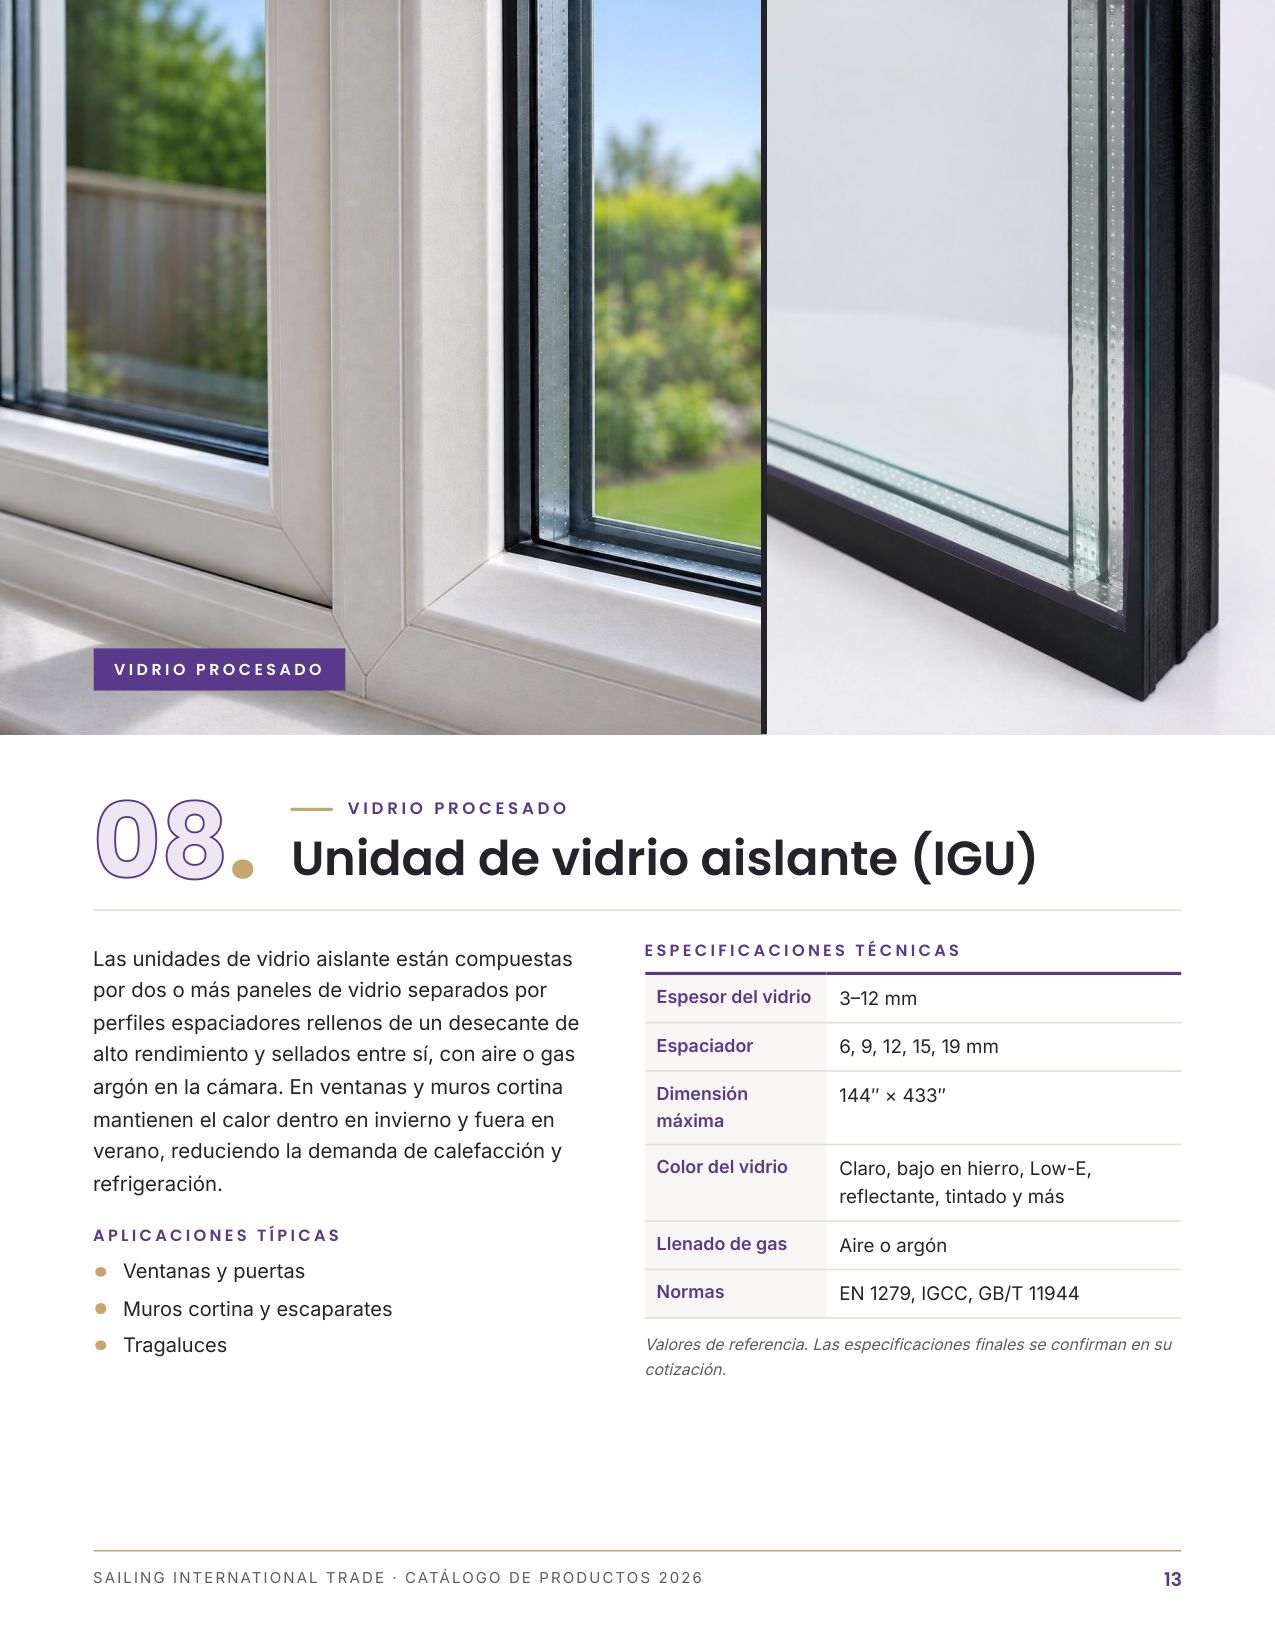 VIDRIO PROCESADO
08.
VIDRIO PROCESADO
Unidad de vidrio aislante (IGU)
Las unidades de vidrio aislante están compuestas
por dos o más paneles de vidrio separados por
perfiles espaciadores rellenos de un desecante de
alto rendimiento y sellados entre sí, con aire o gas
argón en la cámara. En ventanas y muros cortina
mantienen el calor dentro en invierno y fuera en
verano, reduciendo la demanda de calefacción y
refrigeración.
APLICACIONES TÍPICAS
Ventanas y puertas
Muros cortina y escaparates
Tragaluces
ESPECIFICACIONES TÉCNICAS
Espesor del vidrio 3–12 mm
Espaciador 6, 9, 12, 15, 19 mm
Dimensión 144″ × 433″
máxima
Color del vidrio Claro, bajo en hierro, Low-E,
reflectante, tintado y más
Llenado de gas Aire o argón
Normas EN 1279, IGCC, GB/T 11944
Valores de referencia. Las especificaciones finales se confirman en su
cotización.
SAILING INTERNATIONAL TRADE · CATÁLOGO DE PRODUCTOS 2026 13